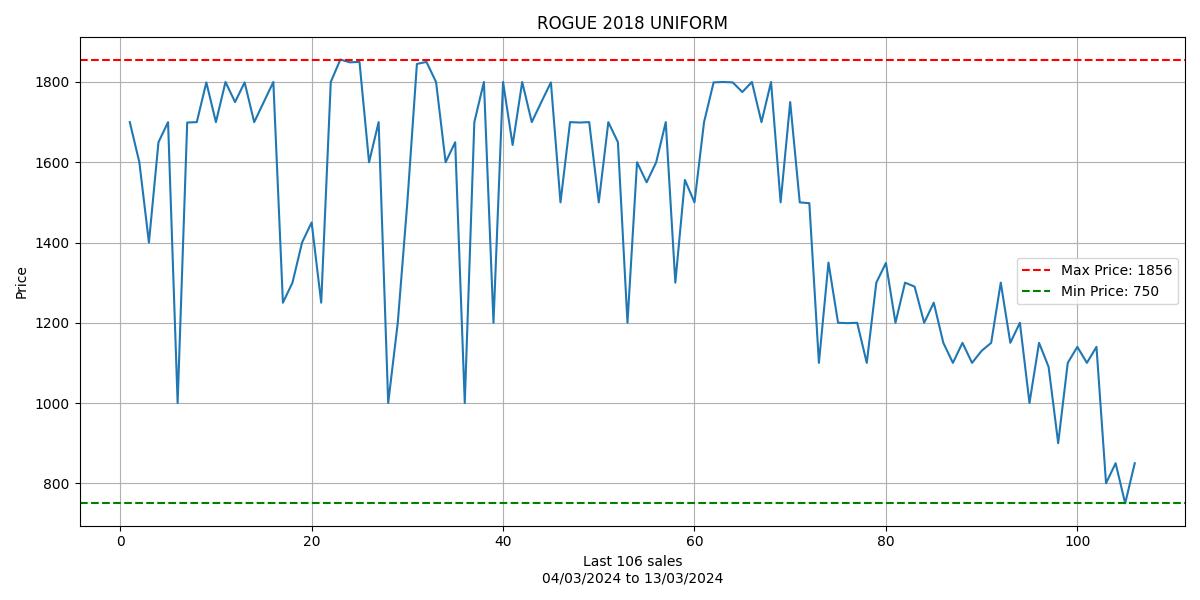 ROGUE 2018 UNIFORM
Price
1800
1600
1400
1200
1000
800
Max Price: 1856
Min Price: 750
0 20 40 60 80 100
Last 106 sales
04/03/2024 to 13/03/2024